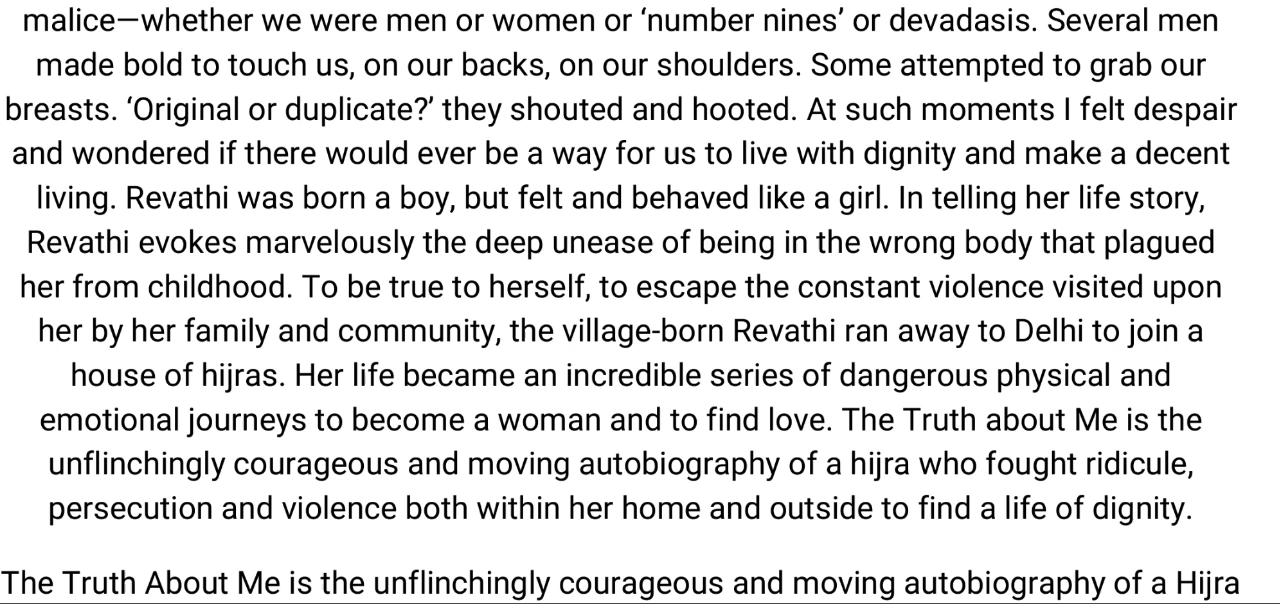 malice—whether we were men or women or ‘number nines’ or devadasis. Several men
made bold to touch us, on our backs, on our shoulders. Some attempted to grab our
breasts. ‘Original or duplicate?’ they shouted and hooted. At such moments I felt despair
and wondered if there would ever be a way for us to live with dignity and make a decent
living. Revathi was born a boy, but felt and behaved like a girl. In telling her life story,
Revathi evokes marvelously the deep unease of being in the wrong body that plagued
her from childhood. To be true to herself, to escape the constant violence visited upon
her by her family and community, the village-born Revathi ran away to Delhi to join a
house of hijras. Her life became an incredible series of dangerous physical and
emotional journeys to become a woman and to find love. The Truth about Me is the
unflinchingly courageous and moving autobiography of a hijra who fought ridicule,
persecution and violence both within her home and outside to find a life of dignity.
The Truth About Me is the unflinchingly courageous and moving autobiography of a Hijra